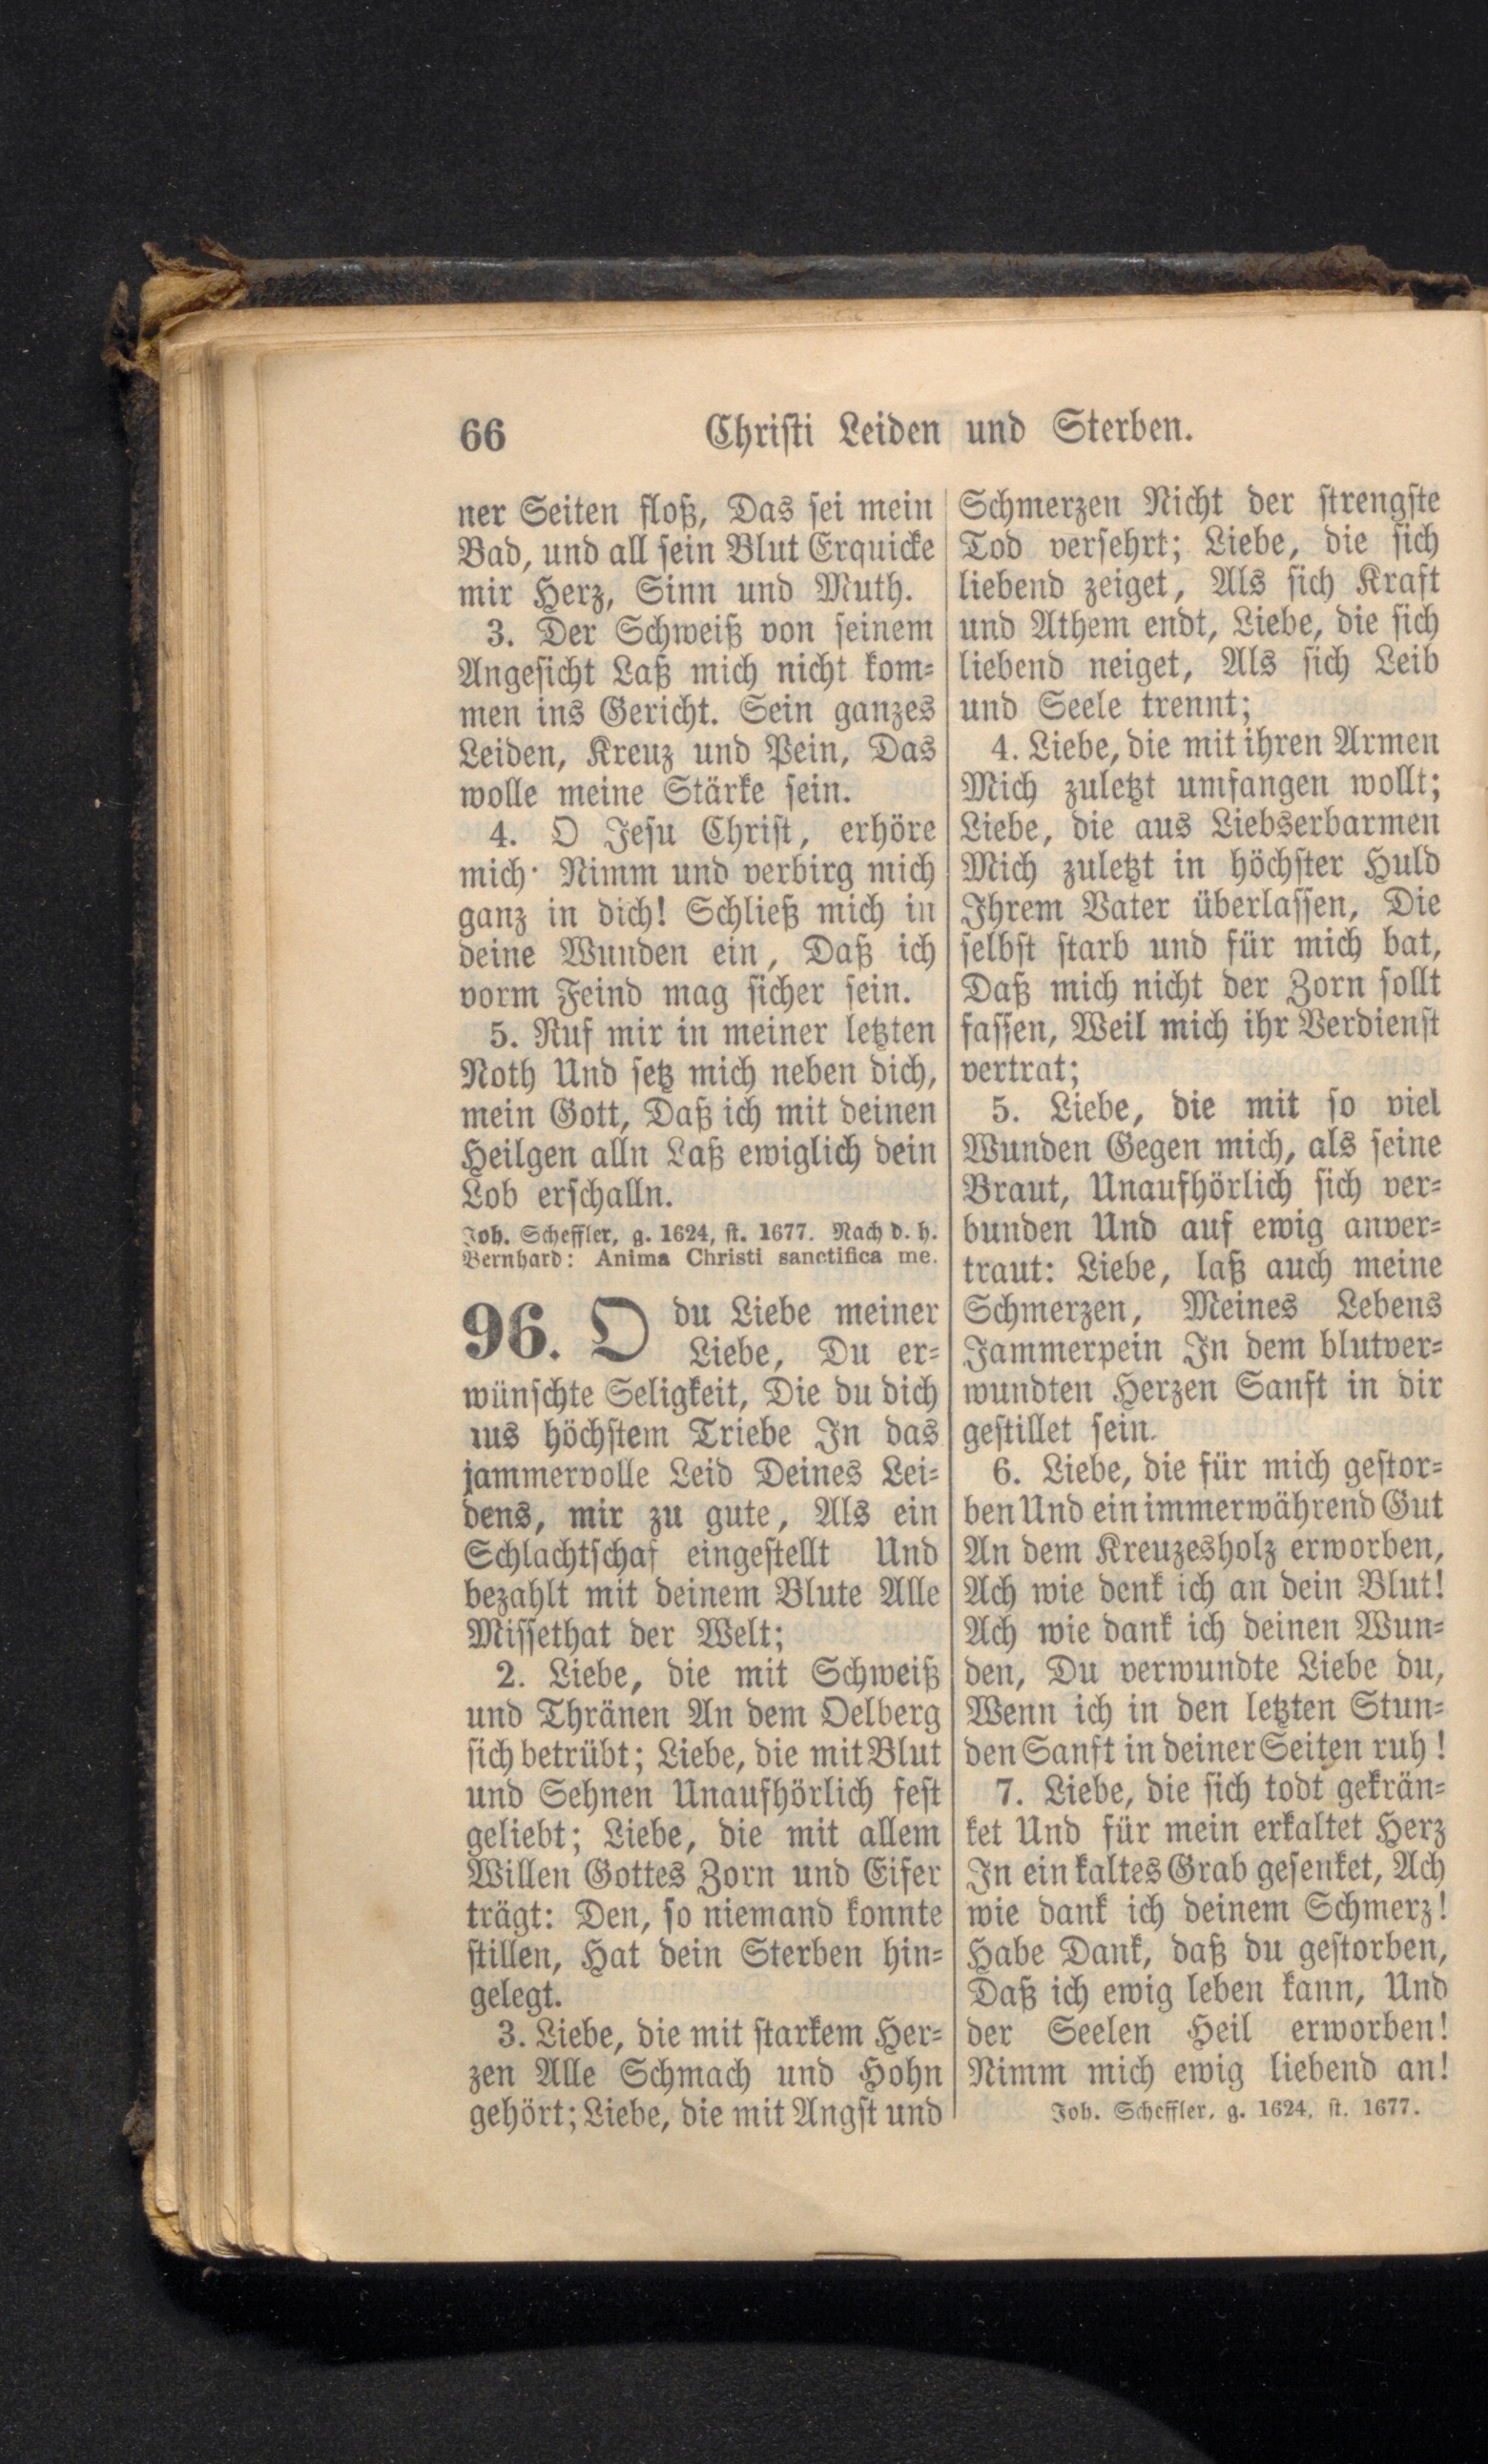 66 Christi Leiden und Sterben.
ner Seiten floß, Das sei mein
Bad, und all sein Blut Erquicke
mir Herz, Sinn und Muth.
3. Der Schweiß von seinem
Angesicht Laß mich nicht kom=
men ins Gericht. Sein ganzes
Leiden, Kreuz und Pein, Das
wolle meine Stärke sein.
4. O Jesu Christ, erhöre
mich· Nimm und verbirg mich
ganz in dich! Schließ mich in
deine Wunden ein, Daß ich
vorm Feind mag sicher sein.
5. Ruf mir in meiner letzten
Noth Und setz mich neben dich,
mein Gott, Daß ich mit deinen
Heilgen alln Laß ewiglich dein
Lob erschalln.
Joh. Scheffler, g. 1624, st. 1677. Nach d. h.
Bernhard: Anima Christi sanctifica me.
96. O du Liebe meiner
Liebe, Du er=
wünschte Seligkeit, Die du dich
aus höchstem Triebe In das
jammervolle Leid Deines Lei=
dens, mir zu gute, Als ein
Schlachtschaf eingestellt Und
bezahlt mit deinem Blute Alle
Missethat der Welt;
2. Liebe, die mit Schweiß
und Thränen An dem Oelberg
sich betrübt; Liebe, die mit Blut
und Sehnen Unaufhörlich fest
geliebt; Liebe, die mit allem
Willen Gottes Zorn und Eifer
trägt: Den, so niemand konnte
stillen, Hat dein Sterben hin=
gelegt.
3. Liebe, die mit starkem Her=
zen Alle Schmach und Hohn
gehört; Liebe, die mit Angst und
Schmerzen Nicht der strengste
Tod versehrt; Liebe, die sich
liebend zeiget, Als sich Kraft
und Athem endt, Liebe, die sich
liebend neiget, Als sich Leib
und Seele trennt;
4. Liebe, die mit ihren Armen
Mich zuletzt umfangen wollt;
Liebe, die aus Liebserbarmen
Mich zuletzt in höchster Huld
Ihrem Vater überlassen, Die
selbst starb und für mich bat,
Daß mich nicht der Zorn sollt
fassen, Weil mich ihr Verdienst
vertrat;
5. Liebe, die mit so viel
Wunden Gegen mich, als seine
Braut, Unaufhörlich sich ver=
bunden Und auf ewig anver=
traut: Liebe, laß auch meine
Schmerzen, Meines Lebens
Jammerpein In dem blutver=
wundten Herzen Sanft in dir
gestillet sein.
6. Liebe, die für mich gestor=
ben Und ein immerwährend Gut
An dem Kreuzesholz erworben,
Ach wie denk ich an dein Blut!
Ach wie dank ich deinen Wun=
den, Du verwundte Liebe du,
Wenn ich in den letzten Stun=
den Sanft in deiner Seiten ruh!
7. Liebe, die sich todt gekrän=
ket Und für mein erkaltet Herz
In ein kaltes Grab gesenket, Ach
wie dank ich deinem Schmerz!
Habe Dank, daß du gestorben,
Daß ich ewig leben kann, Und
der Seelen Heil erworben!
Nimm mich ewig liebend an!
Joh. Scheffler, g. 1624, st. 1677.